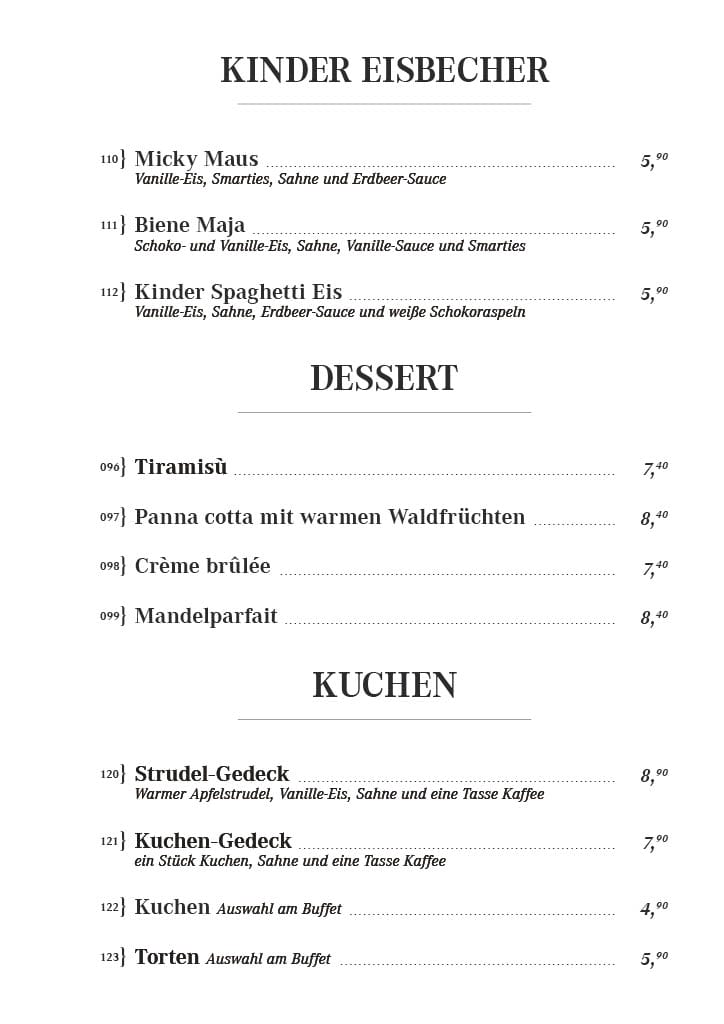 KINDER EISBECHER
110} Micky Maus 5,90
Vanille-Eis, Smarties, Sahne und Erdbeer-Sauce
111} Biene Maja 5,90
Schoko- und Vanille-Eis, Sahne, Vanille-Sauce und Smarties
112} Kinder Spaghetti Eis 5,90
Vanille-Eis, Sahne, Erdbeer-Sauce und weiße Schokoraspeln
DESSERT
096} Tiramisù 7,40
097} Panna cotta mit warmen Waldfrüchten 8,40
098} Crème brûlée 7,40
099} Mandelparfait 8,40
KUCHEN
120} Strudel-Gedeck 8,90
Warmer Apfelstrudel, Vanille-Eis, Sahne und eine Tasse Kaffee
121} Kuchen-Gedeck 7,90
ein Stück Kuchen, Sahne und eine Tasse Kaffee
122} Kuchen Auswahl am Buffet 4,90
123} Torten Auswahl am Buffet 5,90